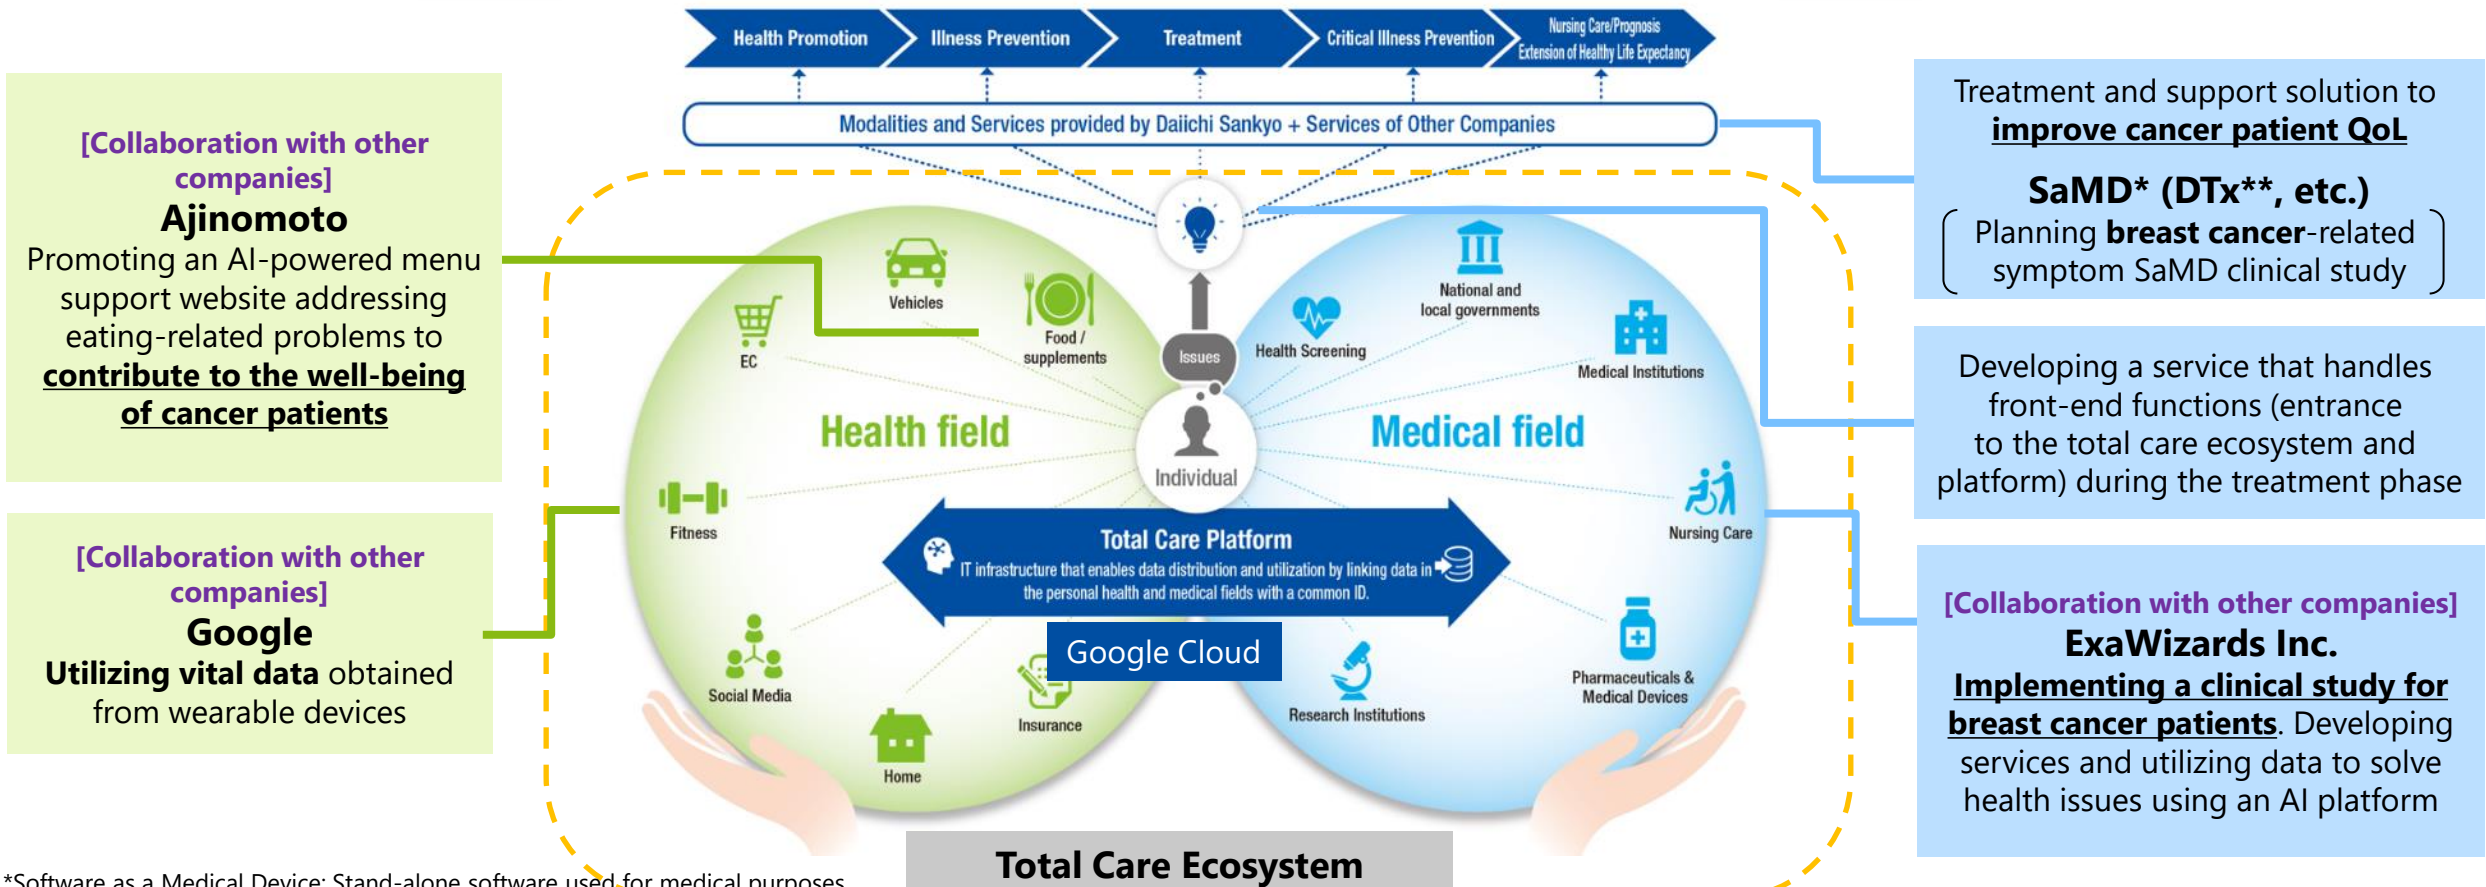 Health Promotion
Illness Prevention
Treatment
Critical Illness Prevention
Nursing Care/Prognosis
Extension of Healthy Life Expectancy
Modalities and Services provided by Daiichi Sankyo + Services of Other Companies
[Collaboration with other
companies]
Ajinomoto
Promoting an AI-powered menu
support website addressing
eating-related problems to
contribute to the well-being
of cancer patients
[Collaboration with other
companies]
Google
Utilizing vital data obtained
from wearable devices
Vehicles
EC
Food /
supplements
Health field
Fitness
Social Media
Home
Insurance
Issues
Individual
National and
local governments
Health Screening
Medical Institutions
Medical field
Nursing Care
Pharmaceuticals &
Medical Devices
Research Institutions
Total Care Platform
IT infrastructure that enables data distribution and utilization by linking data in
the personal health and medical fields with a common ID.
Google Cloud
Total Care Ecosystem
Treatment and support solution to
improve cancer patient QoL
SaMD* (DTx**, etc.)
Planning breast cancer-related
symptom SaMD clinical study
Developing a service that handles
front-end functions (entrance
to the total care ecosystem and
platform) during the treatment phase
[Collaboration with other companies]
ExaWizards Inc.
Implementing a clinical study for
breast cancer patients. Developing
services and utilizing data to solve
health issues using an AI platform
*Software as a Medical Device: Stand-alone software used for medical purposes